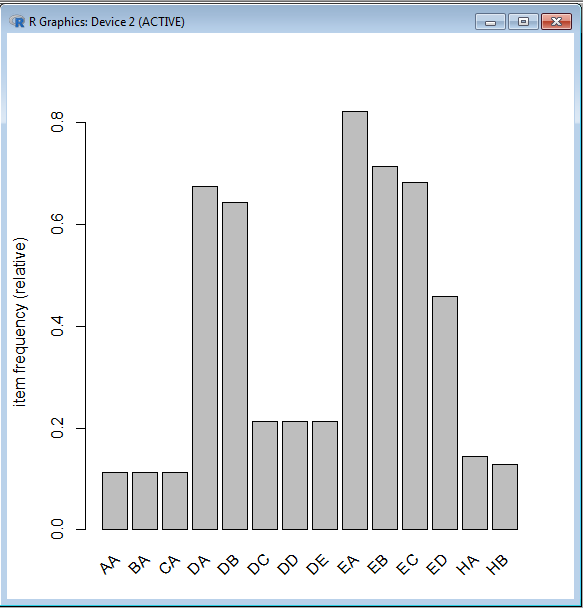 R Graphics: Device 2 (ACTIVE)
item frequency (relative)
0.8
0.6
0.4
0.2
0.0
AA BA CA DA DB DC DD DE EA EB EC ED HA HB